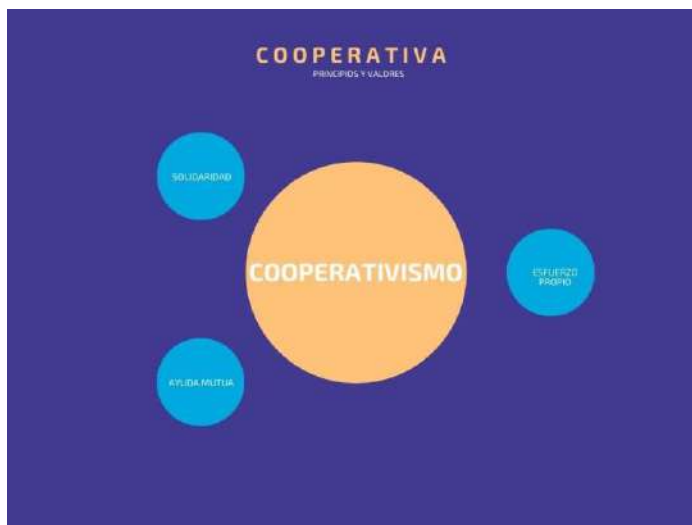 COOPERATIVA
PRINCIPIOS Y VALORES
SOLIDARIDAD
COOPERATIVISMO
ESFUERZO
PROPIO
AYUDA MUTUA